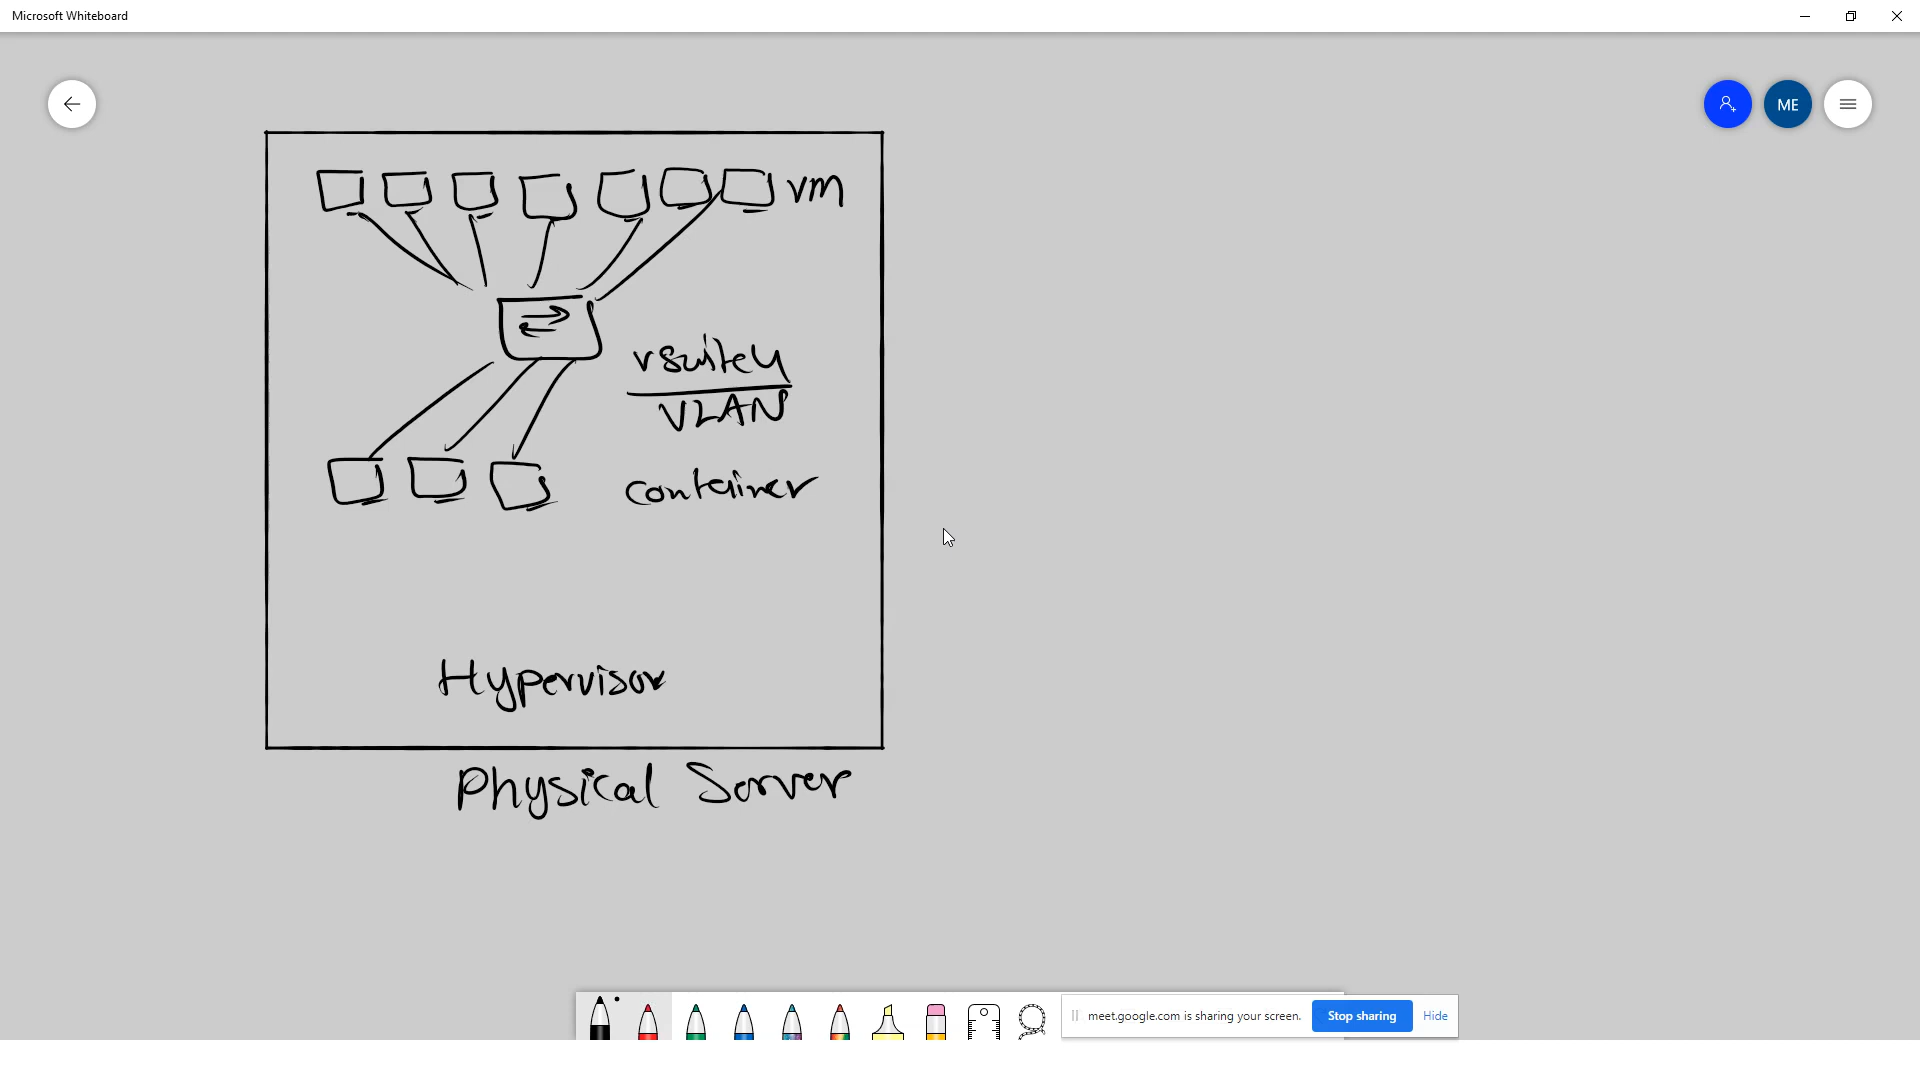 Microsoft Whiteboard
ME
vm
vswitch
VLAN
container
Hypervisor
Physical Server
meet.google.com is sharing your screen. Stop sharing Hide